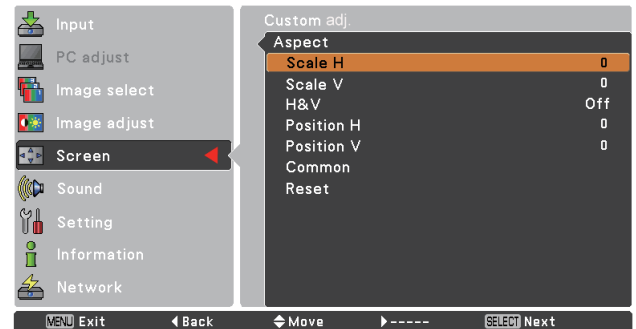 Input
PC adjust
Image select
Image adjust
Screen
Sound
Setting
Information
Network
Custom adj.
Aspect
Scale H 0
Scale V 0
H&V Off
Position H 0
Position V 0
Common
Reset
MENU Exit Back Move ----- SELECT Next